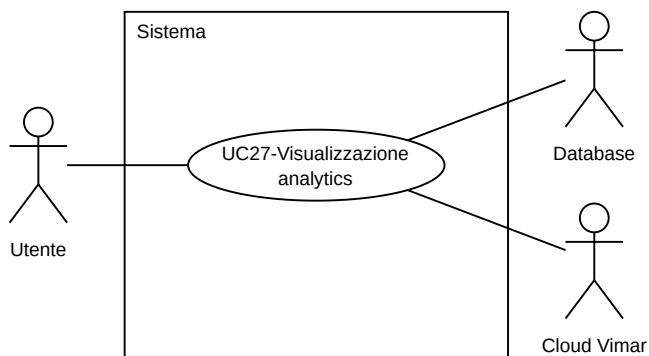 Sistema
UC27-Visualizzazione
analytics
Utente
Database
Cloud Vimar